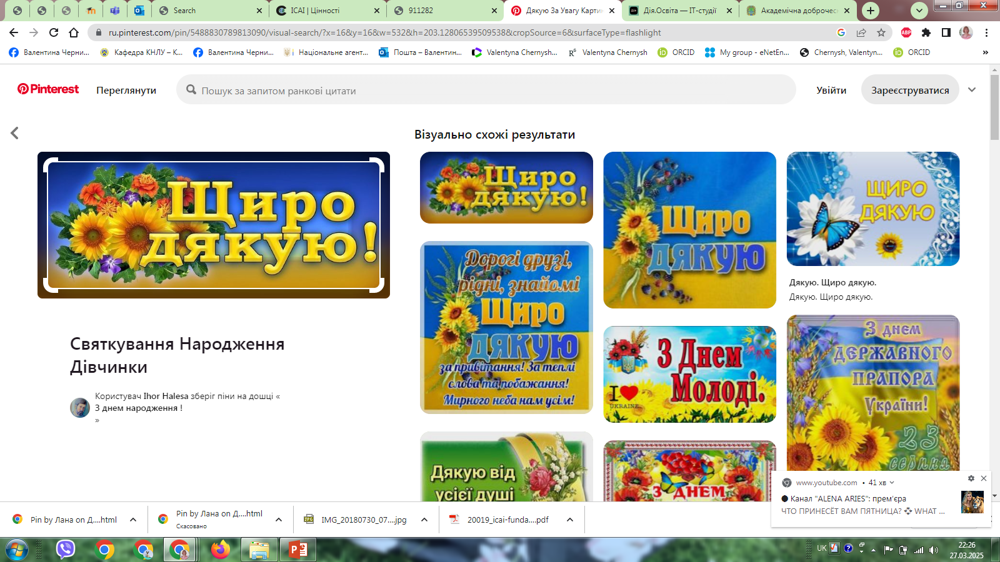 Search
ICAI | Цінності
911282
Дякую За Увагу Картин
Дія.Освіта — ІТ-студії
Академічна доброчес
ru.pinterest.com/pin/5488830789813090/visual-search/?x=16&y=16&w=532&h=203.12806539509538&cropSource=6&surfaceType=flashlight
ABP
Валентина Черни...
Кафедра КНЛУ – К...
Валентина Черни...
Національне агент...
Пошта – Валентин...
Valentyna Chernysh...
Valentyna Chernysh
ORCID
My group - eNetEn...
Chernysh, Valentyn...
ORCID
Pinterest
Переглянути
Пошук за запитом ранкові цитати
Увійти
Зареєструватися
Візуально схожі результати
Щиро
дякую!
Щиро
дякую!
Щиро
дякую
ЩИРО
ДЯКУЮ
Дякую. Щиро дякую.
Дякую. Щиро дякую.
Дорогі друзі,
рідні, знайомі
Щиро
дякую
за привітання! За теплі
слова та побажання!
Мирного неба нам усім!
З Днем
Молоді.
I
UKRAINE
З днем
ДЕРЖАВНОГО
ПРАПОРА
України!
23
серпня
Святкування Народження
Дівчинки
Користувач Ihor Halesa зберіг піни на дошці «
З днем народження !
»
Дякую від
усієї душі
З ДНЕМ
www.youtube.com • 41 хв
Канал "ALENA ARIES": прем'єра
ЧТО ПРИНЕСЁТ ВАМ ПЯТНИЦА? WHAT ...
Pin by Лана on Д....html
Pin by Лана on Д....html
Скасовано
IMG_20180730_07....jpg
20019_icai-funda....pdf
UK
22:26
27.03.2025